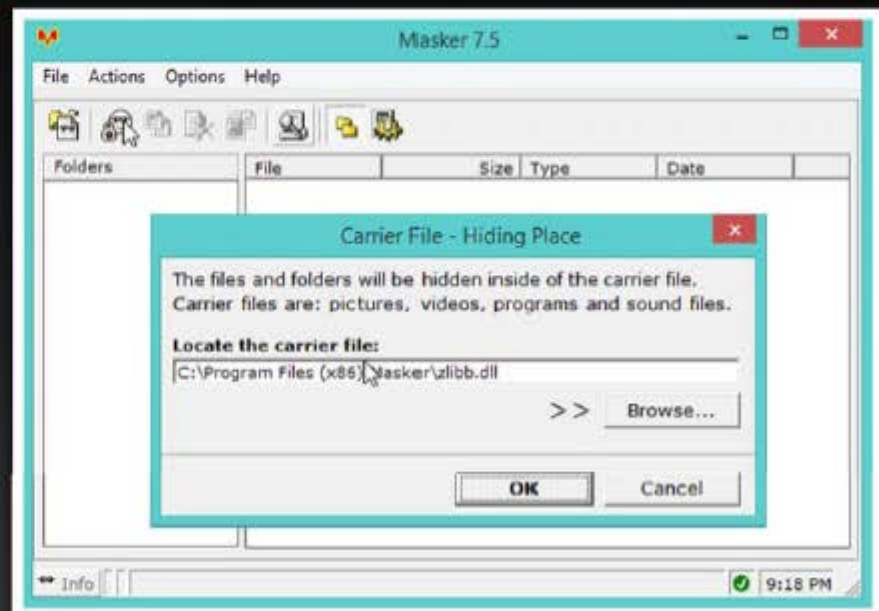 Masker 7.5
File Actions Options Help
Folders File Size Type Date
Carrier File - Hiding Place
The files and folders will be hidden inside of the carrier file.
Carrier files are: pictures, videos, programs and sound files.
Locate the carrier file:
C:\Program Files (x86)\Masker\zlibb.dll
>> Browse...
OK Cancel
Info 9:18 PM